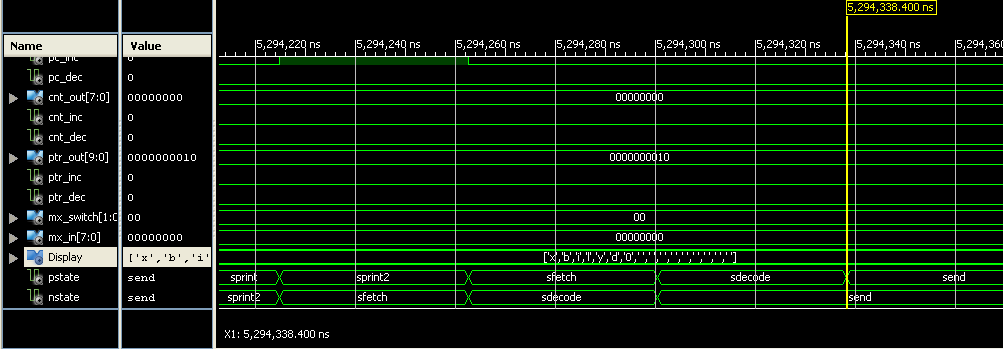 5,294,338.400 ns
Name Value
5,294,220 ns 5,294,240 ns 5,294,260 ns 5,294,280 ns 5,294,300 ns 5,294,320 ns 5,294,340 ns 5,294,360
pc_inc 0
pc_dec 0
cnt_out[7:0] 00000000 00000000
cnt_inc 0
cnt_dec 0
ptr_out[9:0] 0000000010 0000000010
ptr_inc 0
ptr_dec 0
mx_switch[1:0 00 00
mx_in[7:0] 00000000 00000000
Display ['x','b','i' ['x','b','i','l','y','d','0',' ',' ',' ',' ',' ',' ',' ',' ',' ']
pstate send sprint sprint2 sfetch sdecode send
nstate send sprint2 sfetch sdecode send
X1: 5,294,338.400 ns